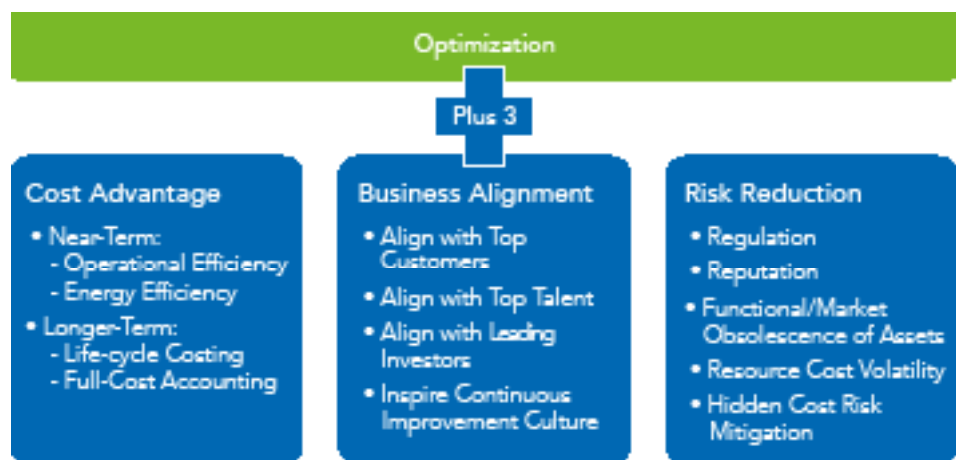 Optimization
Plus 3
Cost Advantage
• Near-Term:
- Operational Efficiency
- Energy Efficiency
• Longer-Term:
- Life-cycle Costing
- Full-Cost Accounting
Business Alignment
• Align with Top
Customers
• Align with Top Talent
• Align with Leading
Investors
• Inspire Continuous
Improvement Culture
Risk Reduction
• Regulation
• Reputation
• Functional/Market
Obsolescence of Assets
• Resource Cost Volatility
• Hidden Cost Risk
Mitigation